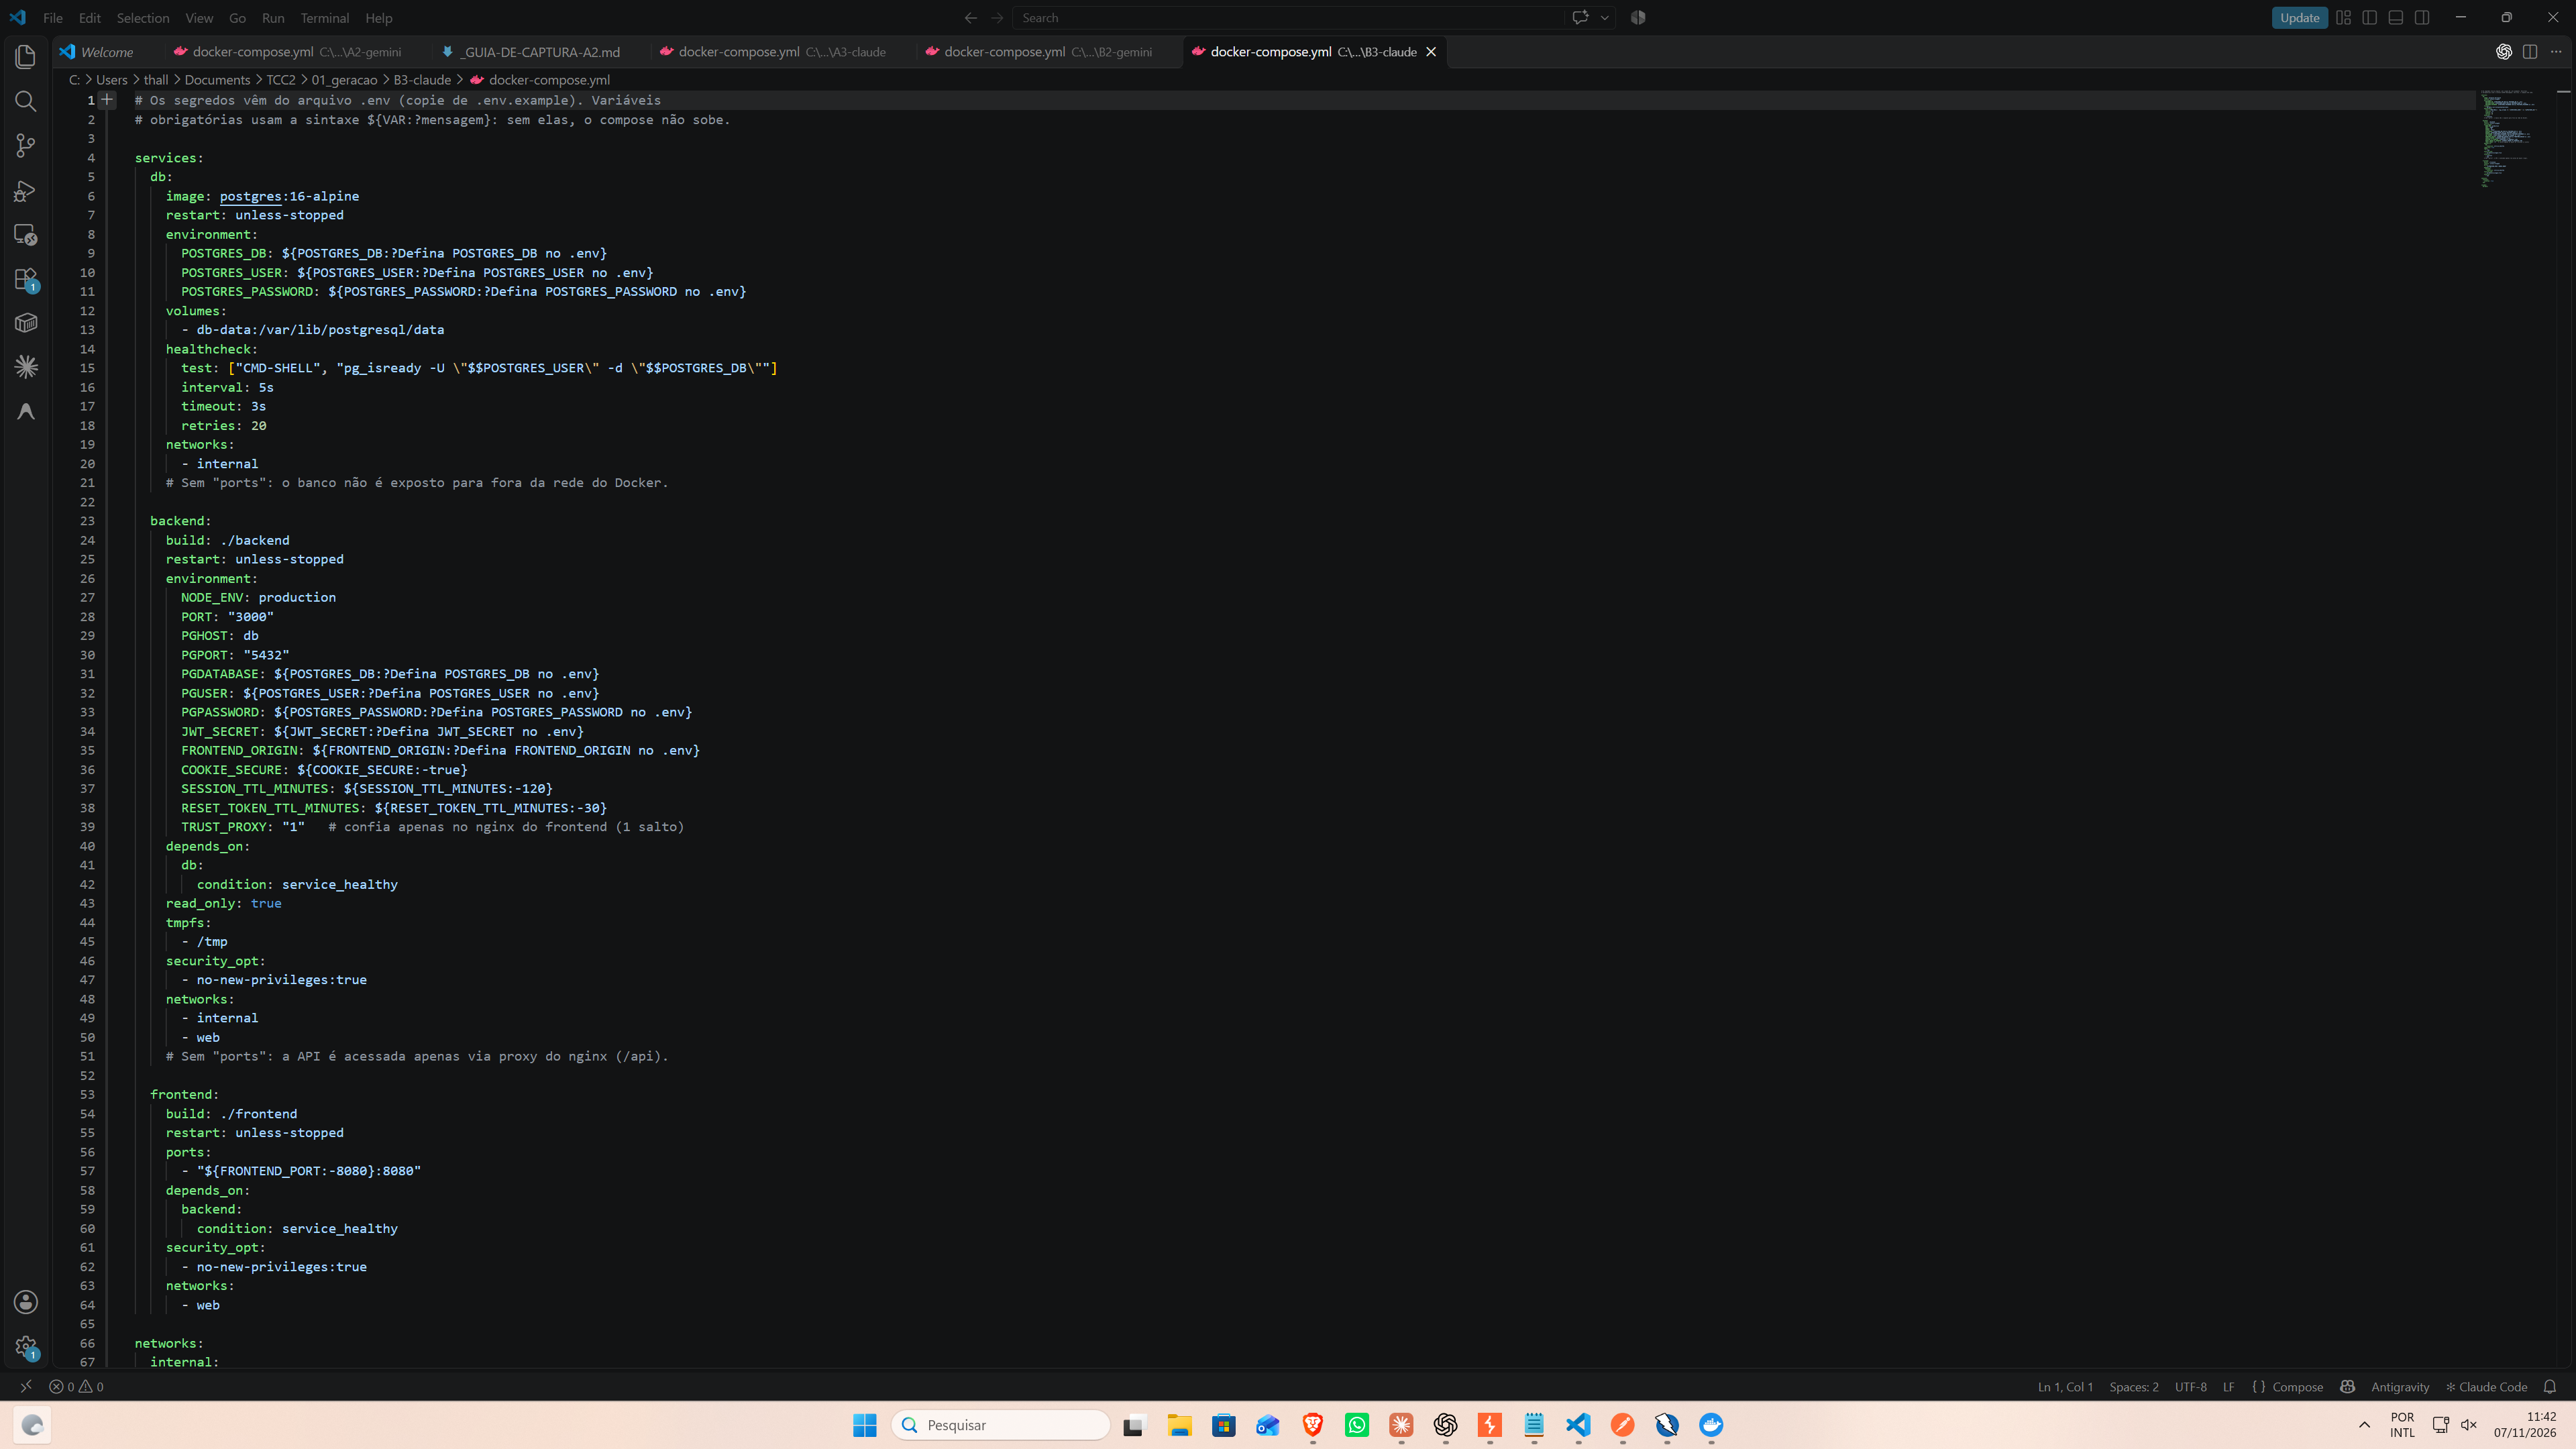 File Edit Selection View Go Run Terminal Help
Search
Update
Welcome docker-compose.yml C:\...\A2-gemini _GUIA-DE-CAPTURA-A2.md docker-compose.yml C:\...\A3-claude docker-compose.yml C:\...\B2-gemini docker-compose.yml C:\...\B3-claude
C: > Users > thall > Documents > TCC2 > 01_geracao > B3-claude > docker-compose.yml
1 # Os segredos vêm do arquivo .env (copie de .env.example). Variáveis
2 # obrigatórias usam a sintaxe ${VAR:?mensagem}: sem elas, o compose não sobe.
3
4 services:
5   db:
6     image: postgres:16-alpine
7     restart: unless-stopped
8     environment:
9       POSTGRES_DB: ${POSTGRES_DB:?Defina POSTGRES_DB no .env}
10       POSTGRES_USER: ${POSTGRES_USER:?Defina POSTGRES_USER no .env}
11       POSTGRES_PASSWORD: ${POSTGRES_PASSWORD:?Defina POSTGRES_PASSWORD no .env}
12     volumes:
13       - db-data:/var/lib/postgresql/data
14     healthcheck:
15       test: ["CMD-SHELL", "pg_isready -U \"$$POSTGRES_USER\" -d \"$$POSTGRES_DB\""]
16       interval: 5s
17       timeout: 3s
18       retries: 20
19     networks:
20       - internal
21     # Sem "ports": o banco não é exposto para fora da rede do Docker.
22
23   backend:
24     build: ./backend
25     restart: unless-stopped
26     environment:
27       NODE_ENV: production
28       PORT: "3000"
29       PGHOST: db
30       PGPORT: "5432"
31       PGDATABASE: ${POSTGRES_DB:?Defina POSTGRES_DB no .env}
32       PGUSER: ${POSTGRES_USER:?Defina POSTGRES_USER no .env}
33       PGPASSWORD: ${POSTGRES_PASSWORD:?Defina POSTGRES_PASSWORD no .env}
34       JWT_SECRET: ${JWT_SECRET:?Defina JWT_SECRET no .env}
35       FRONTEND_ORIGIN: ${FRONTEND_ORIGIN:?Defina FRONTEND_ORIGIN no .env}
36       COOKIE_SECURE: ${COOKIE_SECURE:-true}
37       SESSION_TTL_MINUTES: ${SESSION_TTL_MINUTES:-120}
38       RESET_TOKEN_TTL_MINUTES: ${RESET_TOKEN_TTL_MINUTES:-30}
39       TRUST_PROXY: "1"   # confia apenas no nginx do frontend (1 salto)
40     depends_on:
41       db:
42         condition: service_healthy
43     read_only: true
44     tmpfs:
45       - /tmp
46     security_opt:
47       - no-new-privileges:true
48     networks:
49       - internal
50       - web
51     # Sem "ports": a API é acessada apenas via proxy do nginx (/api).
52
53   frontend:
54     build: ./frontend
55     restart: unless-stopped
56     ports:
57       - "${FRONTEND_PORT:-8080}:8080"
58     depends_on:
59       backend:
60         condition: service_healthy
61     security_opt:
62       - no-new-privileges:true
63     networks:
64       - web
65
66 networks:
67   internal:
1
1
0 0
Ln 1, Col 1 Spaces: 2 UTF-8 LF { } Compose Antigravity Claude Code
Pesquisar
POR
INTL
11:42
07/11/2026